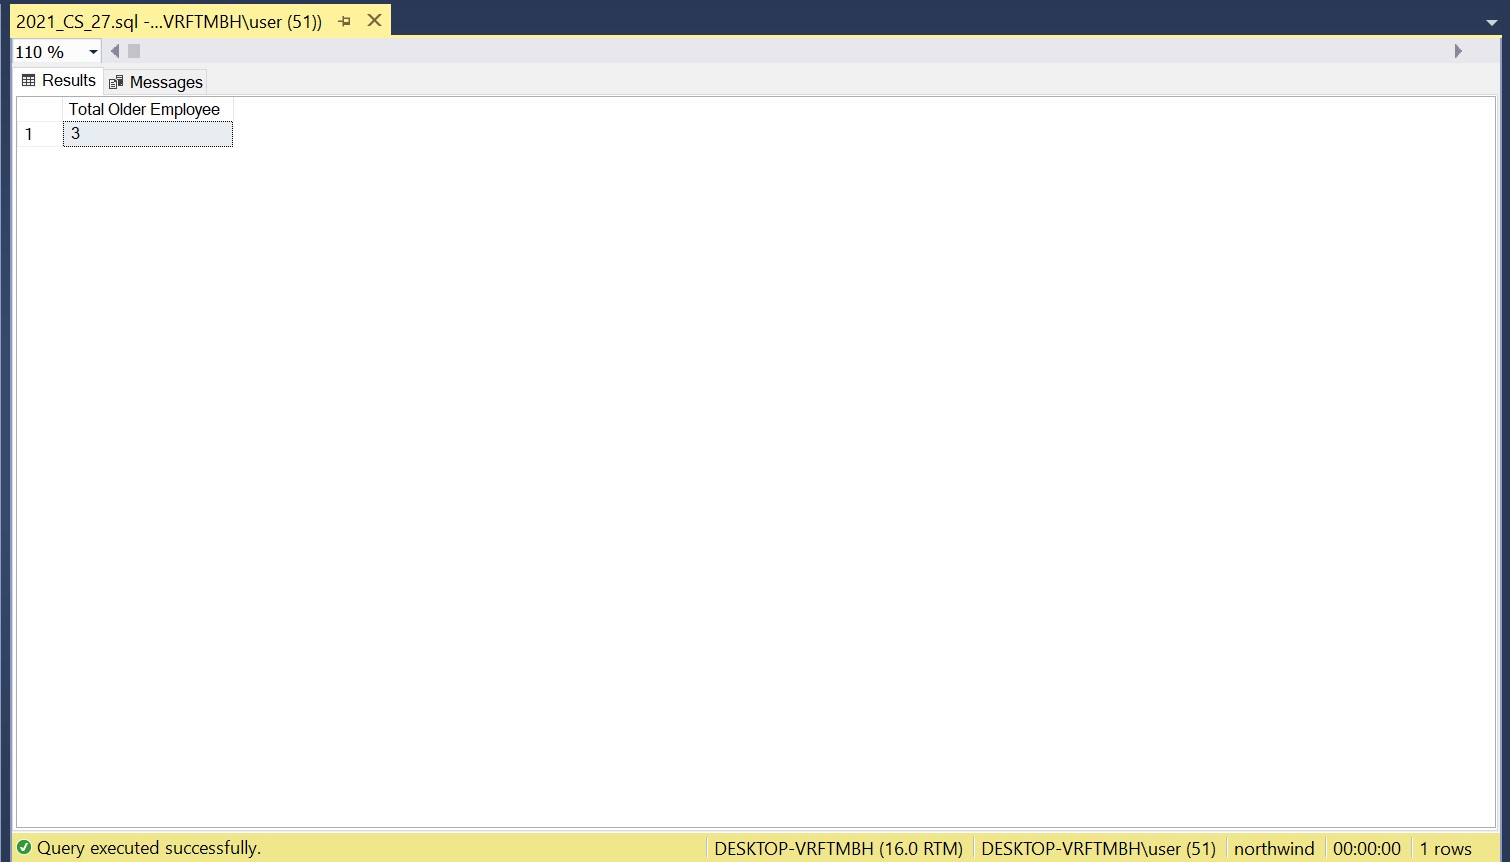 2021_CS_27.sql -...VRFTMBH\user (51))
110 %
Results Messages
Total Older Employee
1 3
Query executed successfully. DESKTOP-VRFTMBH (16.0 RTM) DESKTOP-VRFTMBH\user (51) northwind 00:00:00 1 rows